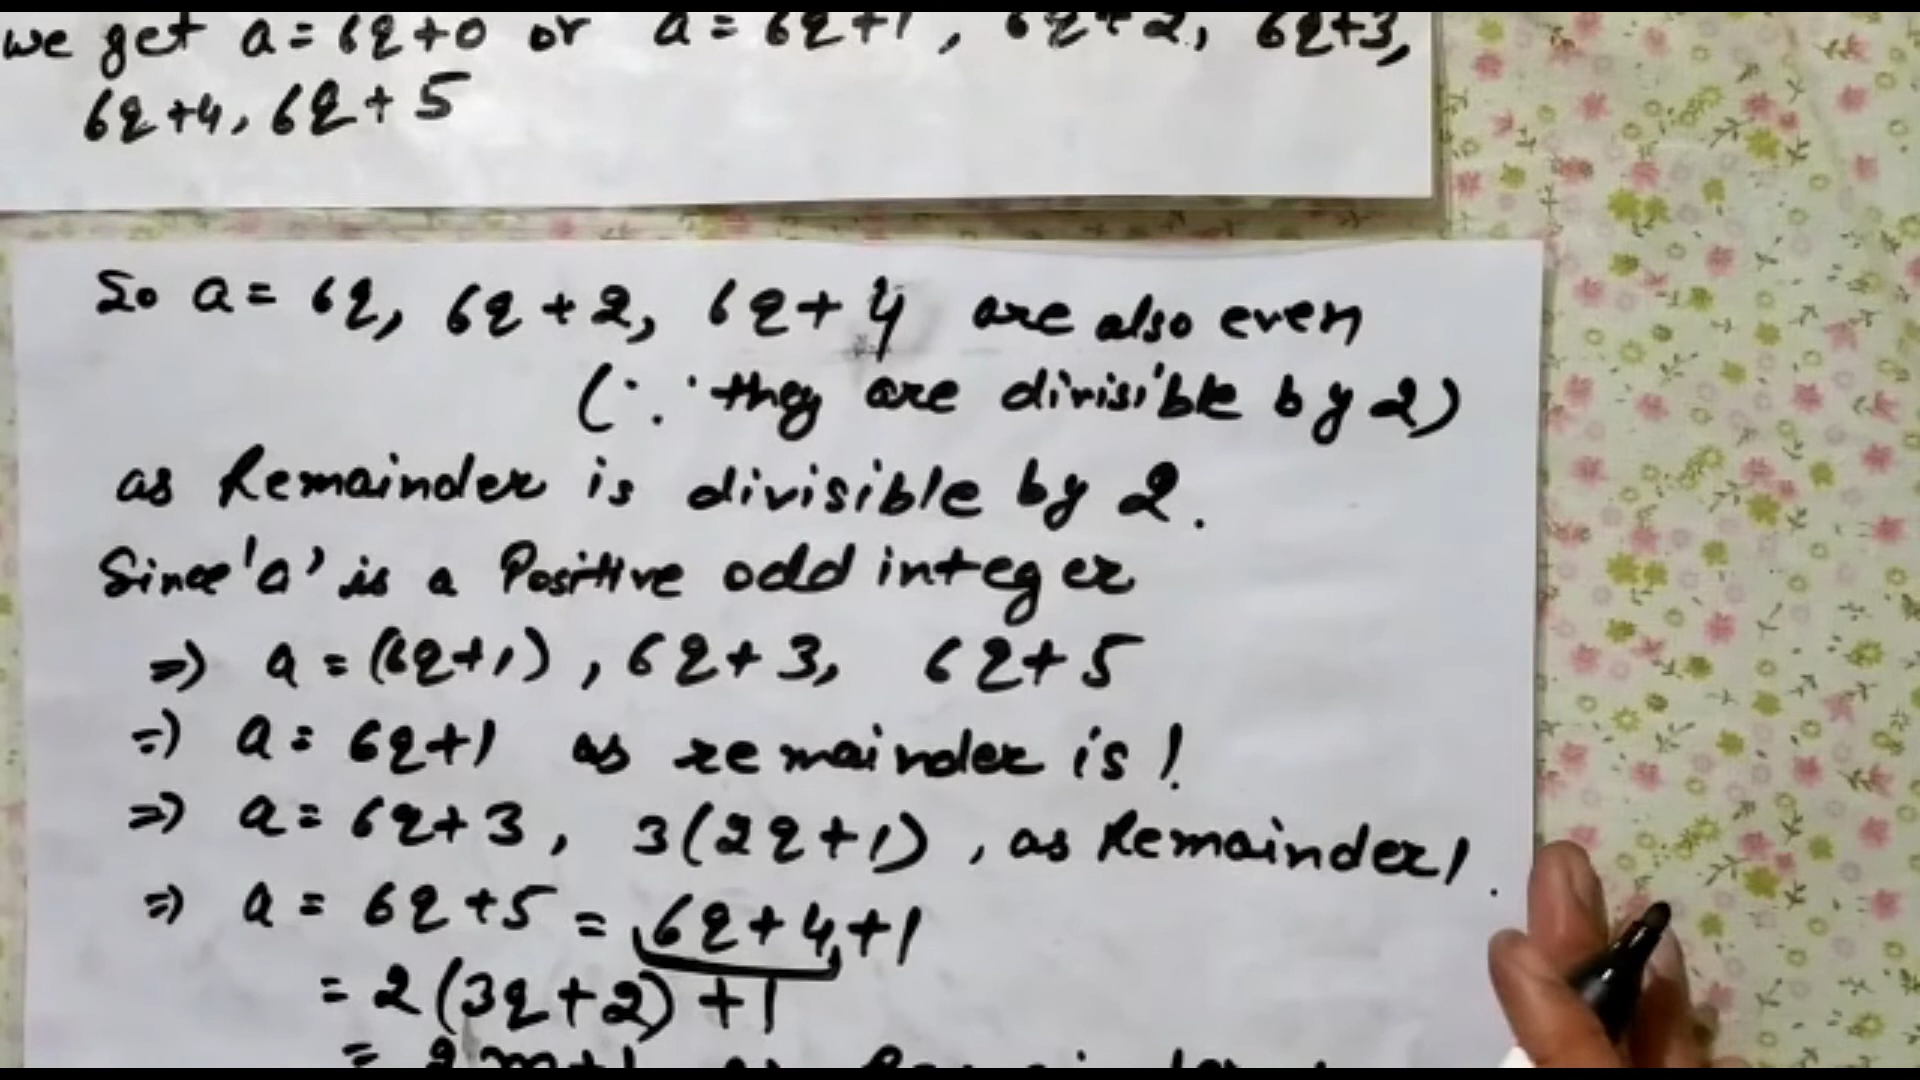 we get a = 6q+0 or a = 6q+1, 6q+2, 6q+3,
6q+4, 6q+5
So a = 6q, 6q+2, 6q+4 are also even
(∵ they are divisible by 2)
as Remainder is divisible by 2.
Since 'a' is a Positive odd integer
⇒ a = (6q+1), 6q+3, 6q+5
⇒ a = 6q+1 as remainder is 1.
⇒ a = 6q+3, 3(2q+1), as Remainder 1.
⇒ a = 6q+5 = 6q+4+1
= 2(3q+2)+1
= 2m+1